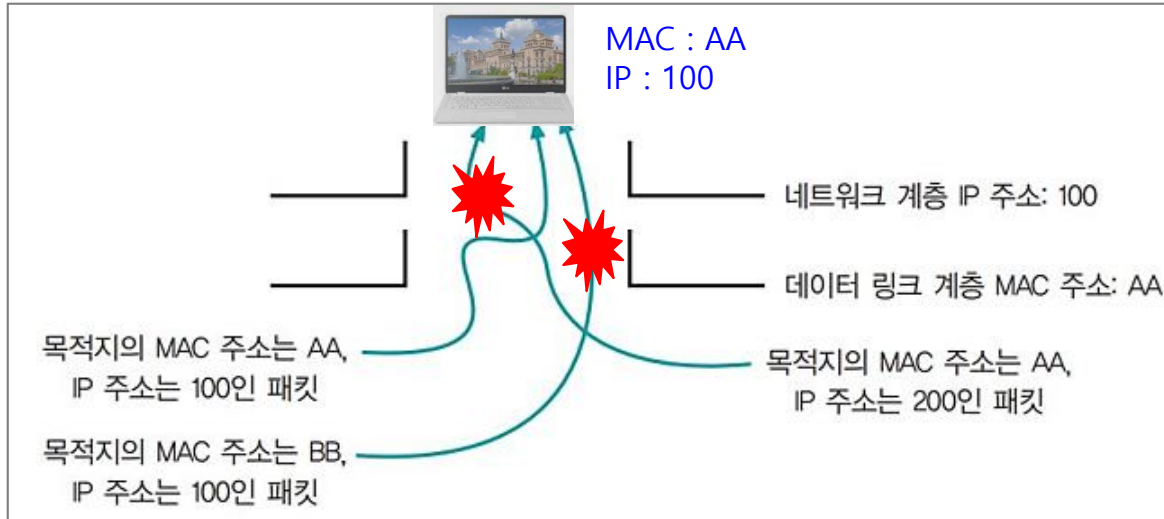 MAC : AA
IP : 100
네트워크 계층 IP 주소: 100
데이터 링크 계층 MAC 주소: AA
목적지의 MAC 주소는 AA,
IP 주소는 100인 패킷
목적지의 MAC 주소는 AA,
IP 주소는 200인 패킷
목적지의 MAC 주소는 BB,
IP 주소는 100인 패킷